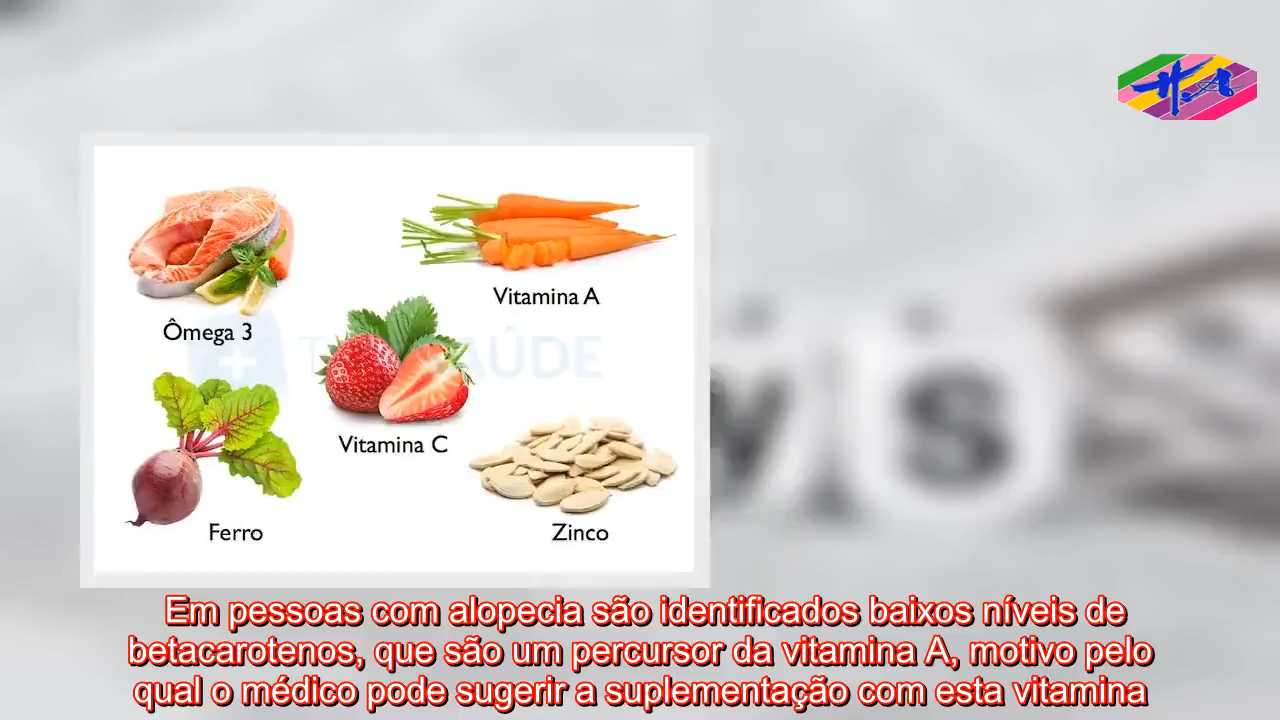 H.A
Vitamina A
Ômega 3
Vitamina C
Ferro
Zinco
Em pessoas com alopecia são identificados baixos níveis de
betacarotenos, que são um percursor da vitamina A, motivo pelo
qual o médico pode sugerir a suplementação com esta vitamina